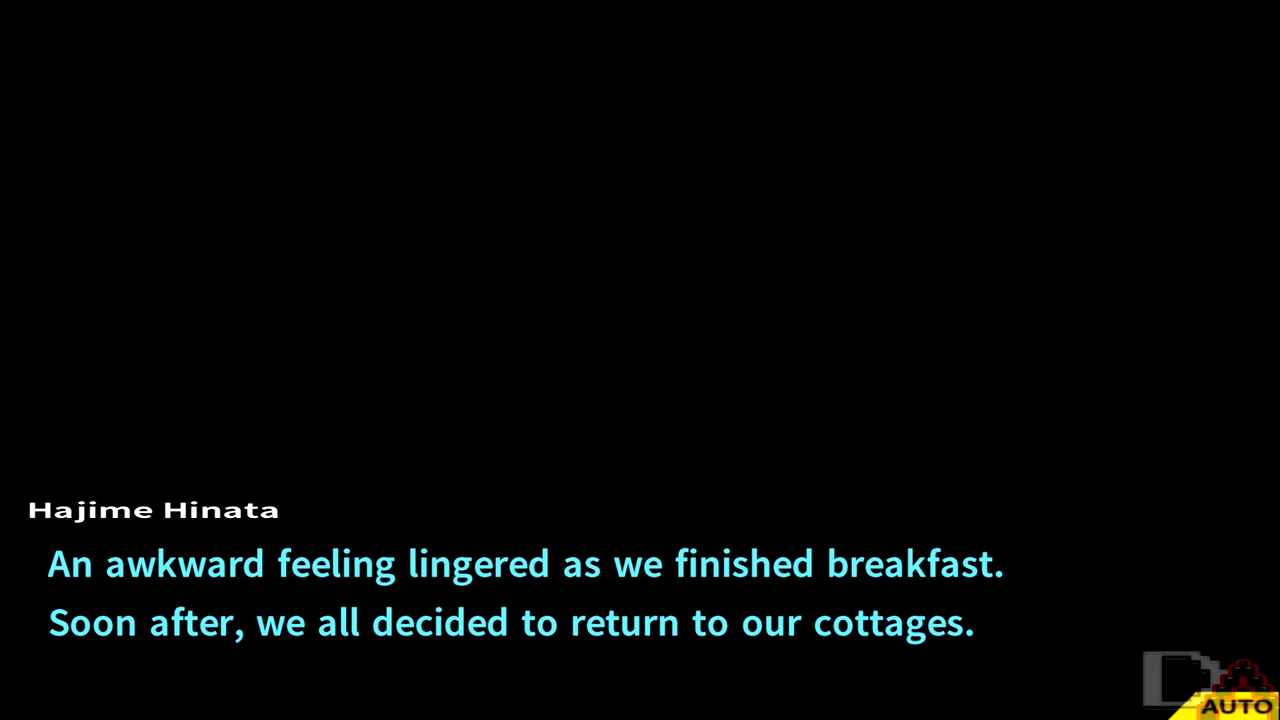 Hajime Hinata
An awkward feeling lingered as we finished breakfast.
Soon after, we all decided to return to our cottages.
AUTO